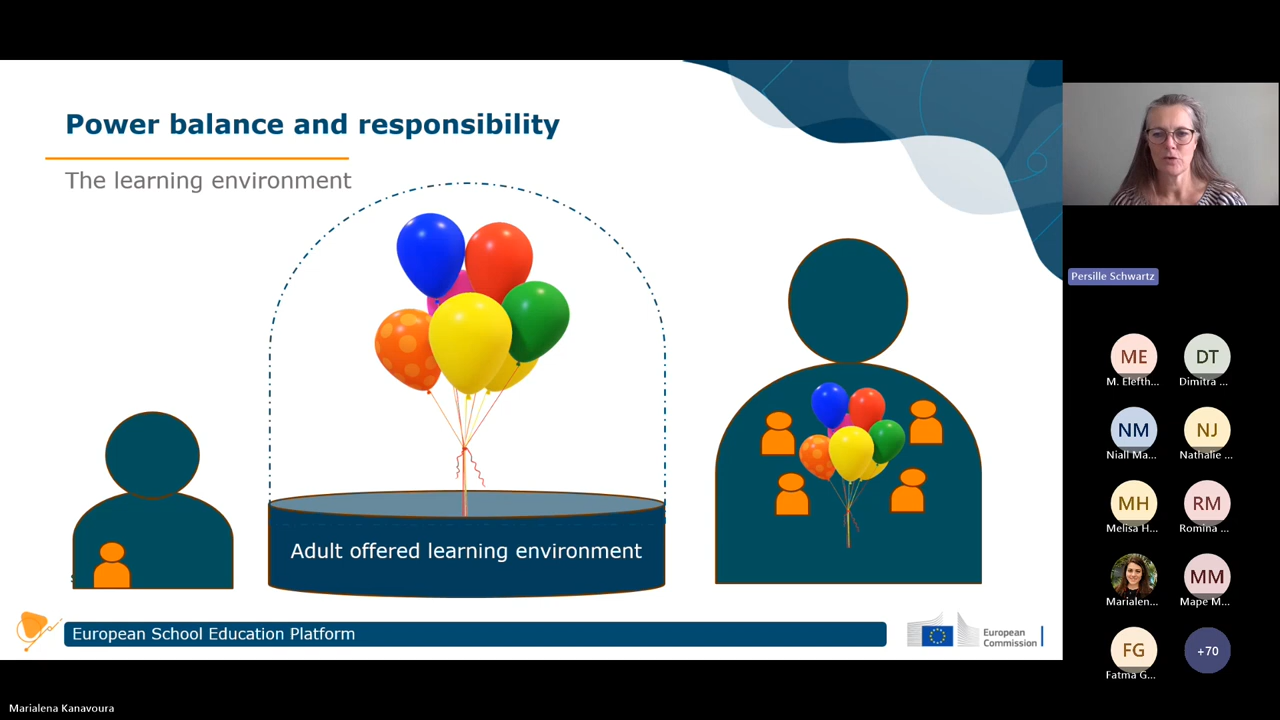 Power balance and responsibility
The learning environment
Adult offered learning environment
European School Education Platform
European
Commission
Persille Schwartz
ME
M. Elefth...
DT
Dimitra ...
NM
Niall Ma...
NJ
Nathalie ...
MH
Melisa H...
RM
Romina ...
Marialen...
MM
Mape M...
FG
Fatma G...
+70
Marialena Kanavoura